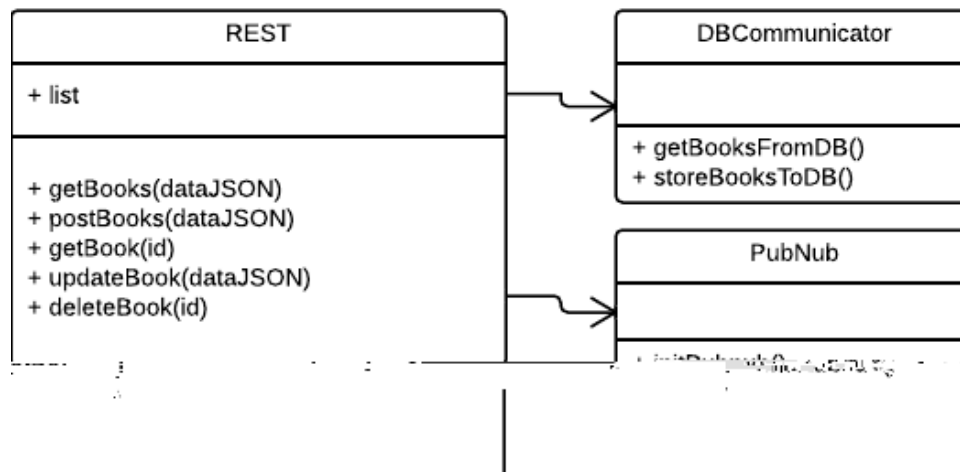 REST
+ list
+ getBooks(dataJSON)
+ postBooks(dataJSON)
+ getBook(id)
+ updateBook(dataJSON)
+ deleteBook(id)
DBCommunicator
+ getBooksFromDB()
+ storeBooksToDB()
PubNub